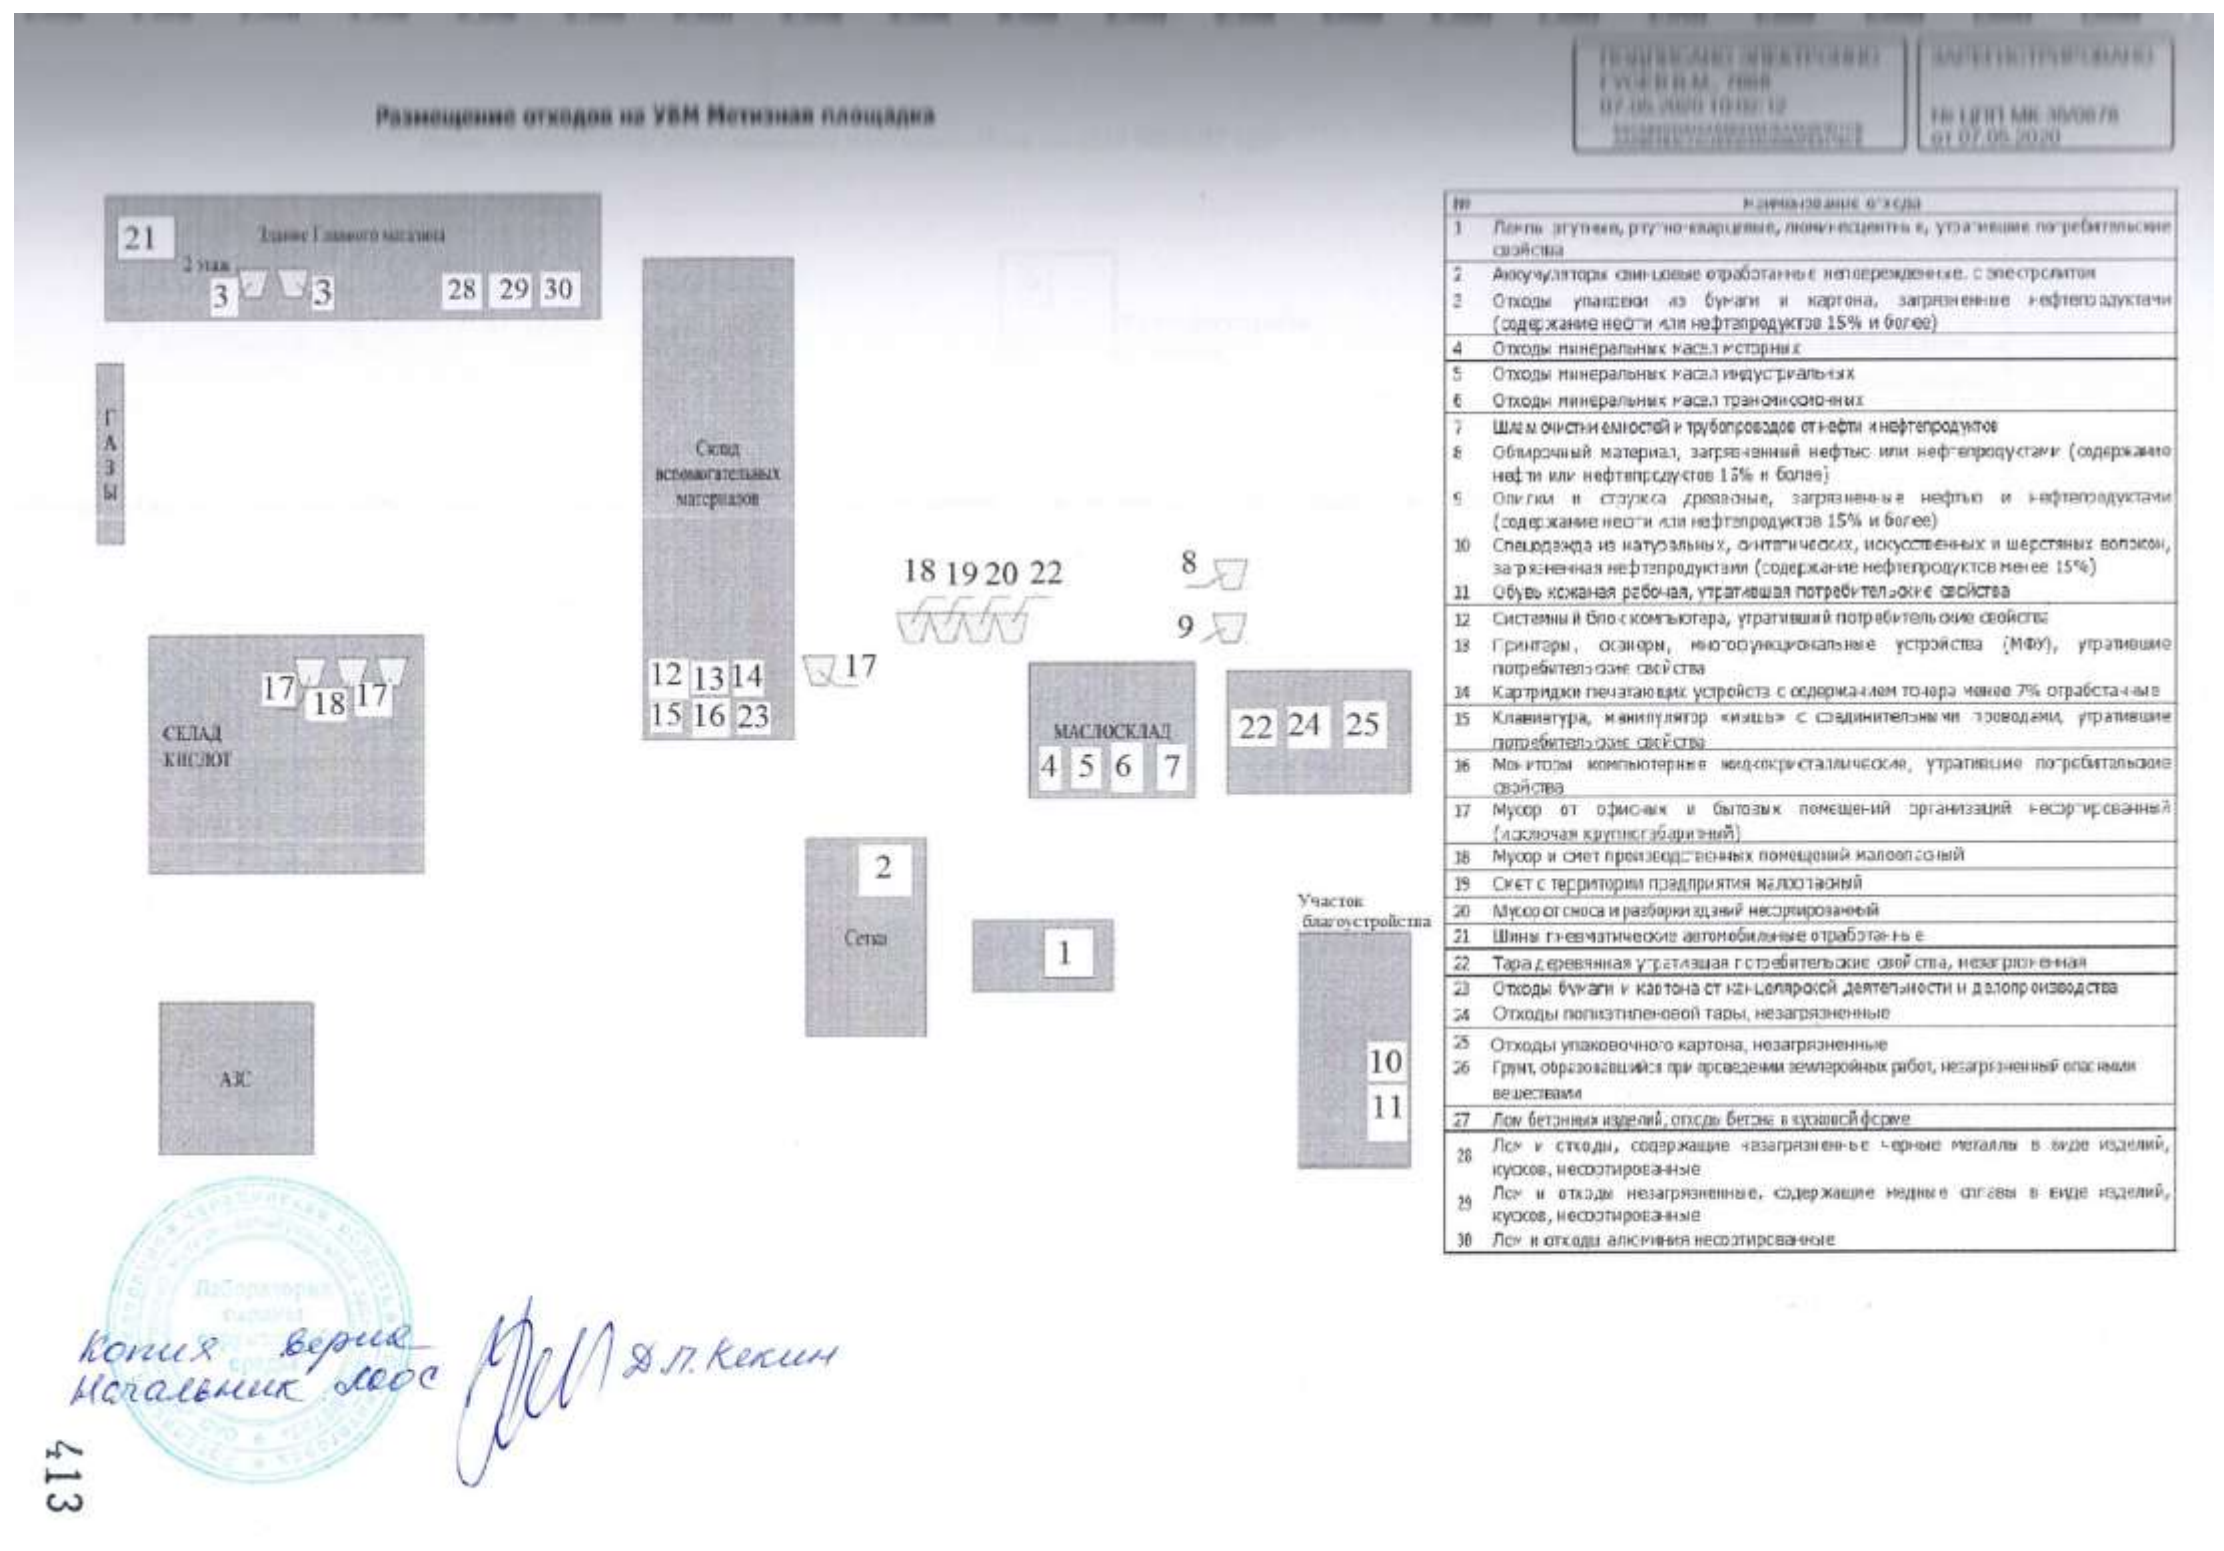 ПОДПИСАНО ЭЛЕКТРОННО
07.05.2020 10:02:12
ЗАРЕГИСТРИРОВАНО
от 07.05.2020
Размещение отходов на УВМ Метизная площадка
21
Здание Главного магазина
2 этаж
3
3
28 29 30
ГАЗЫ
Склад
вспомогательных
материалов
18 19 20 22
8
9
12 13 14
15 16 23
17
17
18
17
СКЛАД
КИСЛОТ
МАСЛОСКЛАД
4 5 6 7
22 24 25
2
Сетка
1
Участок
благоустройства
10
11
АЗС
№ Наименование отхода
1 Лампы ртутные, ртутно-кварцевые, люминесцентные, утратившие потребительские
свойства
2 Аккумуляторы свинцовые отработанные неповрежденные, с электролитом
3 Отходы упаковки из бумаги и картона, загрязненные нефтепродуктами
(содержание нефти или нефтепродуктов 15% и более)
4 Отходы минеральных масел моторных
5 Отходы минеральных масел индустриальных
6 Отходы минеральных масел трансмиссионных
7 Шлам очистки емкостей и трубопроводов от нефти и нефтепродуктов
8 Обтирочный материал, загрязненный нефтью или нефтепродуктами (содержание
нефти или нефтепродуктов 15% и более)
9 Опилки и стружка древесные, загрязненные нефтью и нефтепродуктами
(содержание нефти или нефтепродуктов 15% и более)
10 Спецодежда из натуральных, синтетических, искусственных и шерстяных волокон,
загрязненная нефтепродуктами (содержание нефтепродуктов менее 15%)
11 Обувь кожаная рабочая, утратившая потребительские свойства
12 Системный блок компьютера, утративший потребительские свойства
13 Принтеры, сканеры, многофункциональные устройства (МФУ), утратившие
потребительские свойства
14 Картриджи печатающих устройств с содержанием тонера менее 7% отработанные
15 Клавиатура, манипулятор «мышь» с соединительными проводами, утратившие
потребительские свойства
16 Мониторы компьютерные жидкокристаллические, утратившие потребительские
свойства
17 Мусор от офисных и бытовых помещений организаций несортированный
(исключая крупногабаритный)
18 Мусор и смет производственных помещений малоопасный
19 Смет с территории предприятия малоопасный
20 Мусор от сноса и разборки зданий несортированный
21 Шины пневматические автомобильные отработанные
22 Тара деревянная утратившая потребительские свойства, незагрязненная
23 Отходы бумаги и картона от канцелярской деятельности и делопроизводства
24 Отходы полиэтиленовой тары, незагрязненные
25 Отходы упаковочного картона, незагрязненные
26 Грунт, образовавшийся при проведении землеройных работ, незагрязненный опасными
веществами
27 Лом бетонных изделий, отходы бетона в кусковой форме
28 Лом и отходы, содержащие незагрязненные черные металлы в виде изделий,
кусков, несортированные
29 Лом и отходы незагрязненные, содержащие медные сплавы в виде изделий,
кусков, несортированные
30 Лом и отходы алюминия несортированные
Лаборатория
охраны
среды
Копия верна
Начальник ЛООС Д.П. Кекин
413